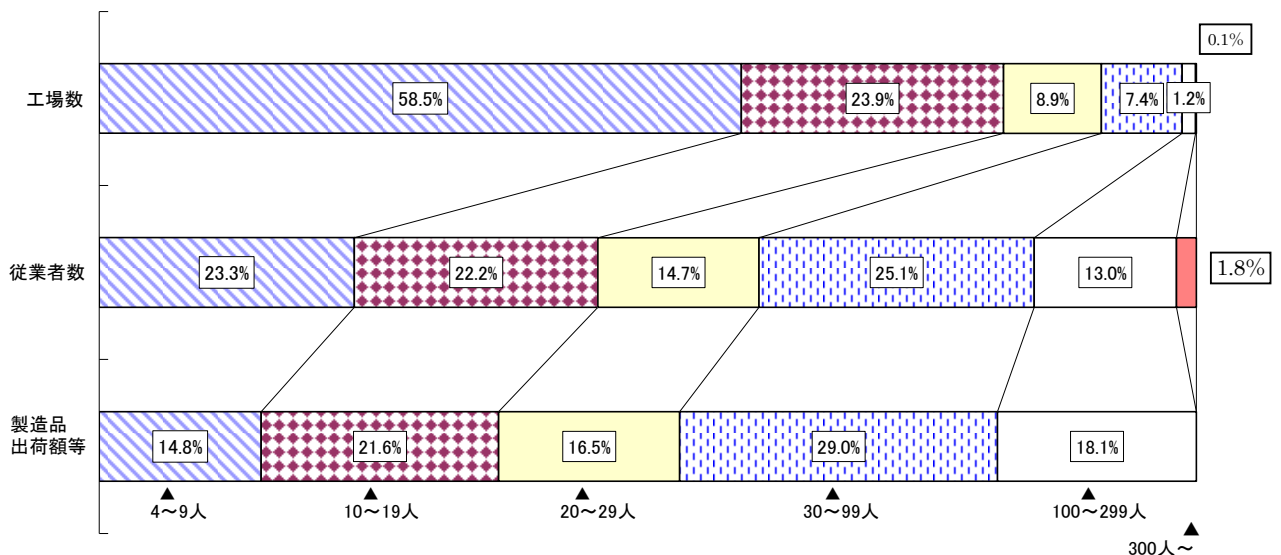 0.1%
工場数
58.5%
23.9%
8.9%
7.4%
1.2%
従業者数
23.3%
22.2%
14.7%
25.1%
13.0%
1.8%
製造品
出荷額等
14.8%
21.6%
16.5%
29.0%
18.1%
▲
4～9人
▲
10～19人
▲
20～29人
▲
30～99人
▲
100～299人
▲
300人～